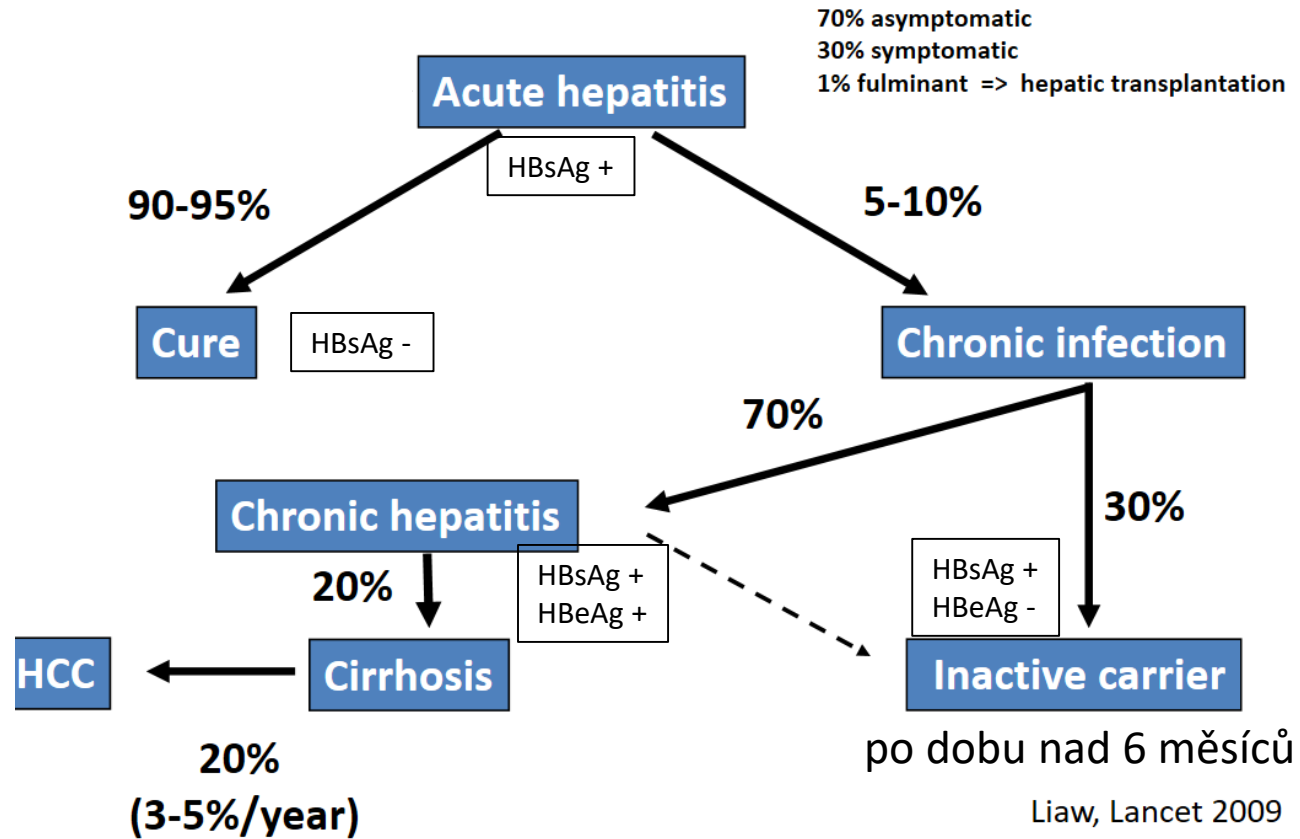 70% asymptomatic
30% symptomatic
1% fulminant => hepatic transplantation
Acute hepatitis
HBsAg +
90-95%
5-10%
Cure
HBsAg -
Chronic infection
70%
30%
Chronic hepatitis
HBsAg +
HBeAg +
20%
HBsAg +
HBeAg -
HCC
Cirrhosis
Inactive carrier
20%
(3-5%/year)
po dobu nad 6 měsíců
Liaw, Lancet 2009